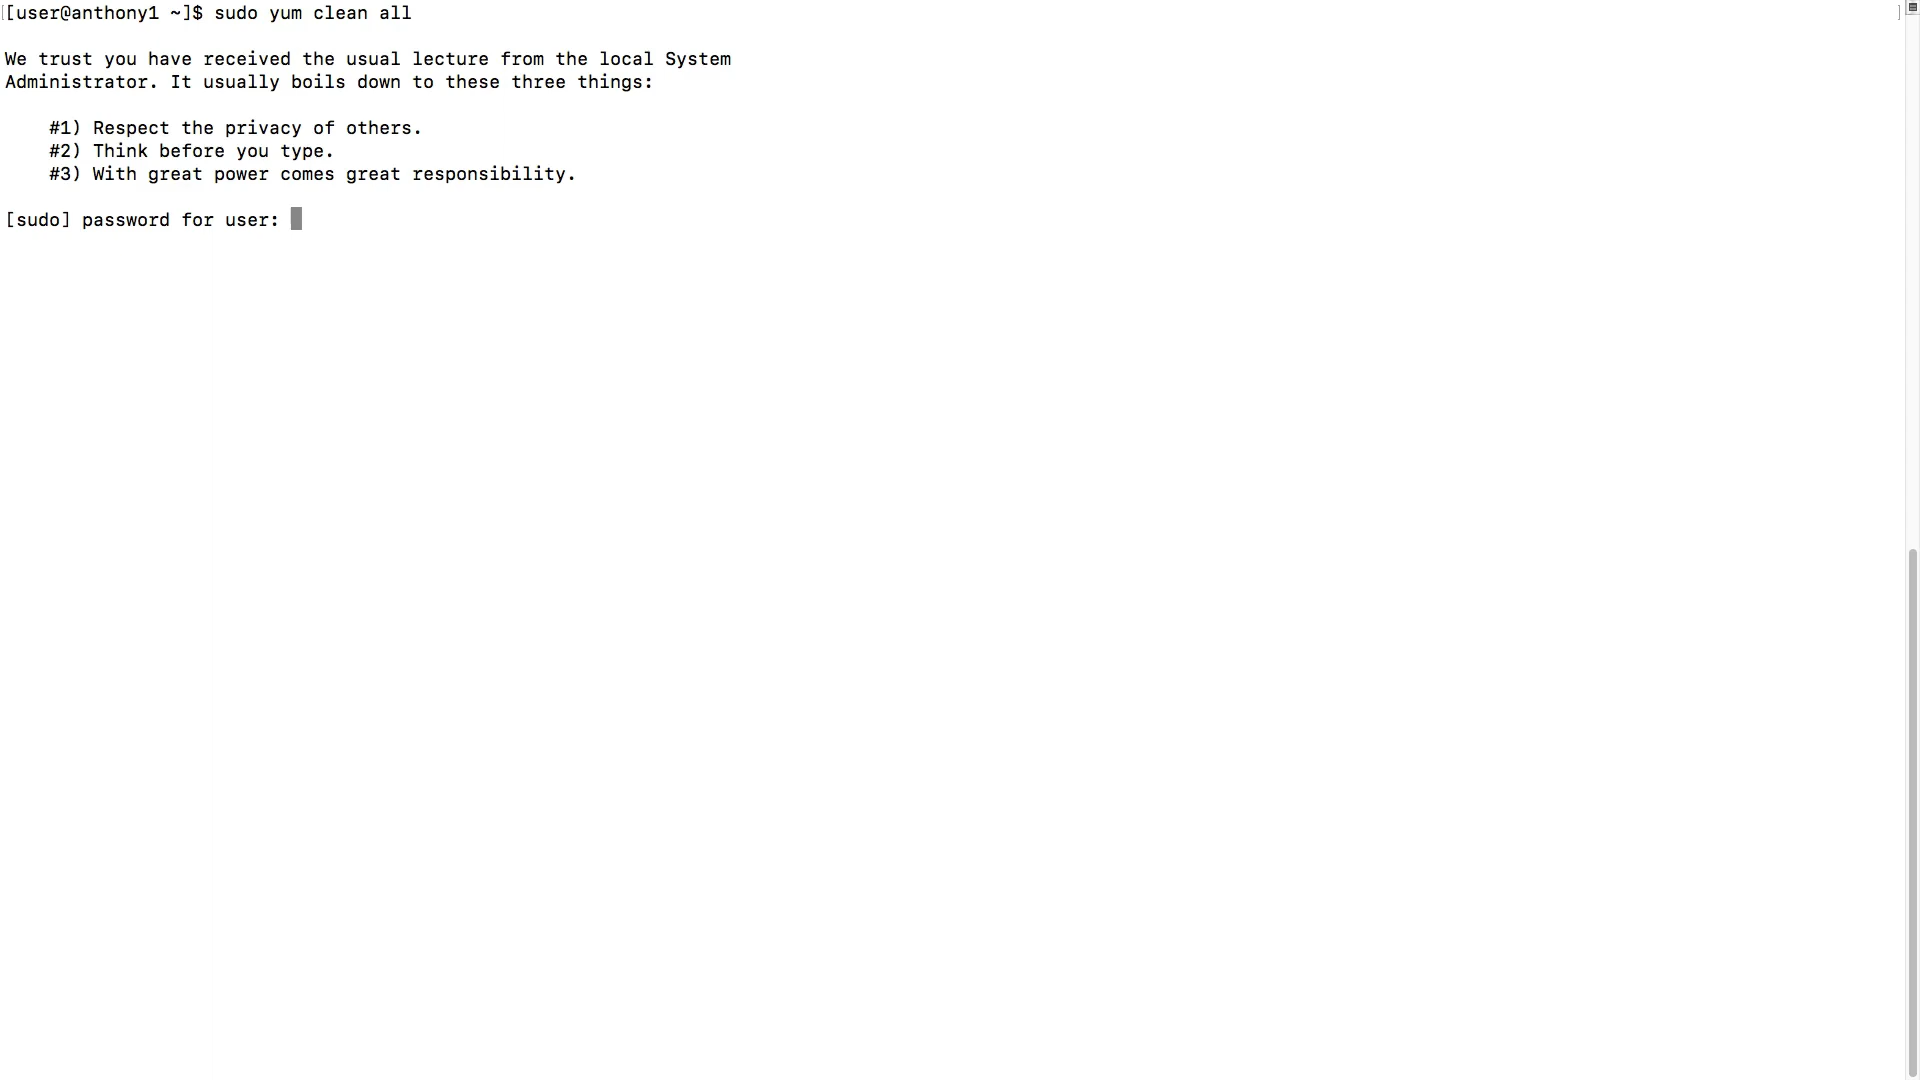 [[user@anthony1 ~]$ sudo yum clean all ]
We trust you have received the usual lecture from the local System
Administrator. It usually boils down to these three things:
#1) Respect the privacy of others.
#2) Think before you type.
#3) With great power comes great responsibility.
[sudo] password for user: